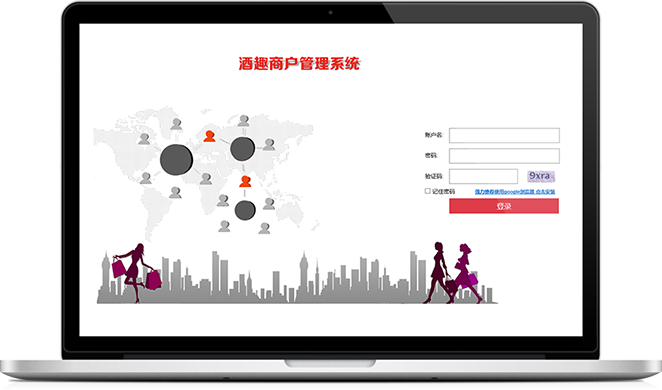 酒趣商户管理系统
账户名:
密码:
验证码:
9xra
记住密码
强力推荐使用google浏览器 点击安装
登录